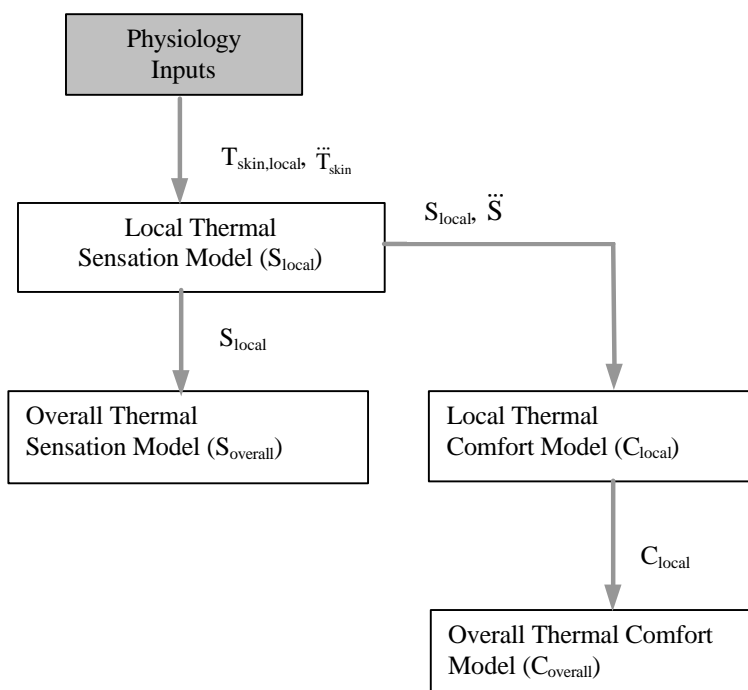 Physiology
Inputs
T_skin,local, T⃛_skin
Local Thermal
Sensation Model (S_local)
S_local, S⃛
S_local
Overall Thermal
Sensation Model (S_overall)
Local Thermal
Comfort Model (C_local)
C_local
Overall Thermal Comfort
Model (C_overall)